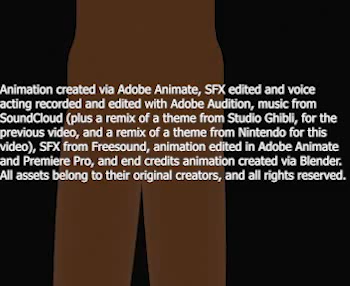 Animation created via Adobe Animate, SFX edited and voice
acting recorded and edited with Adobe Audition, music from
SoundCloud (plus a remix of a theme from Studio Ghibli, for the
previous video, and a remix of a theme from Nintendo for this
video), SFX from Freesound, animation edited in Adobe Animate
and Premiere Pro, and end credits animation created via Blender.
All assets belong to their original creators, and all rights reserved.